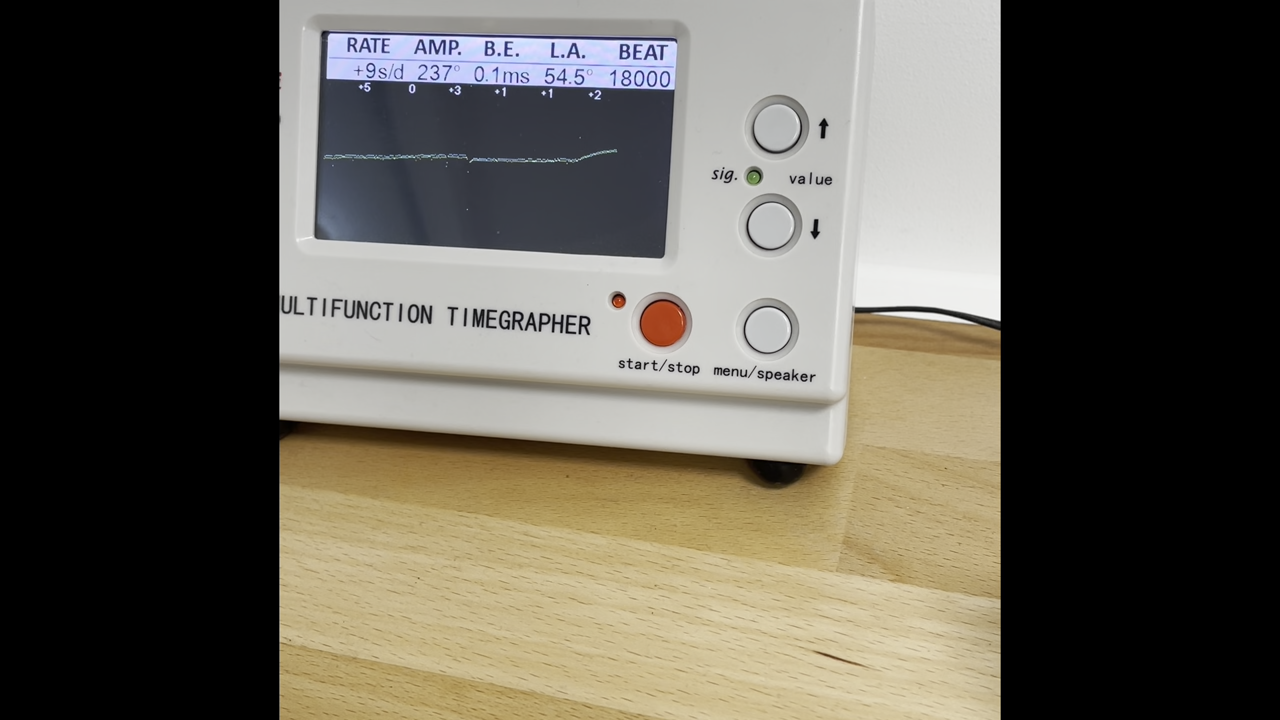 RATE AMP. B.E. L.A. BEAT
+9s/d 237° 0.1ms 54.5° 18000
+5 0 +3 +1 +1 +2
sig. value
ULTIFUNCTION TIMEGRAPHER
start/stop menu/speaker